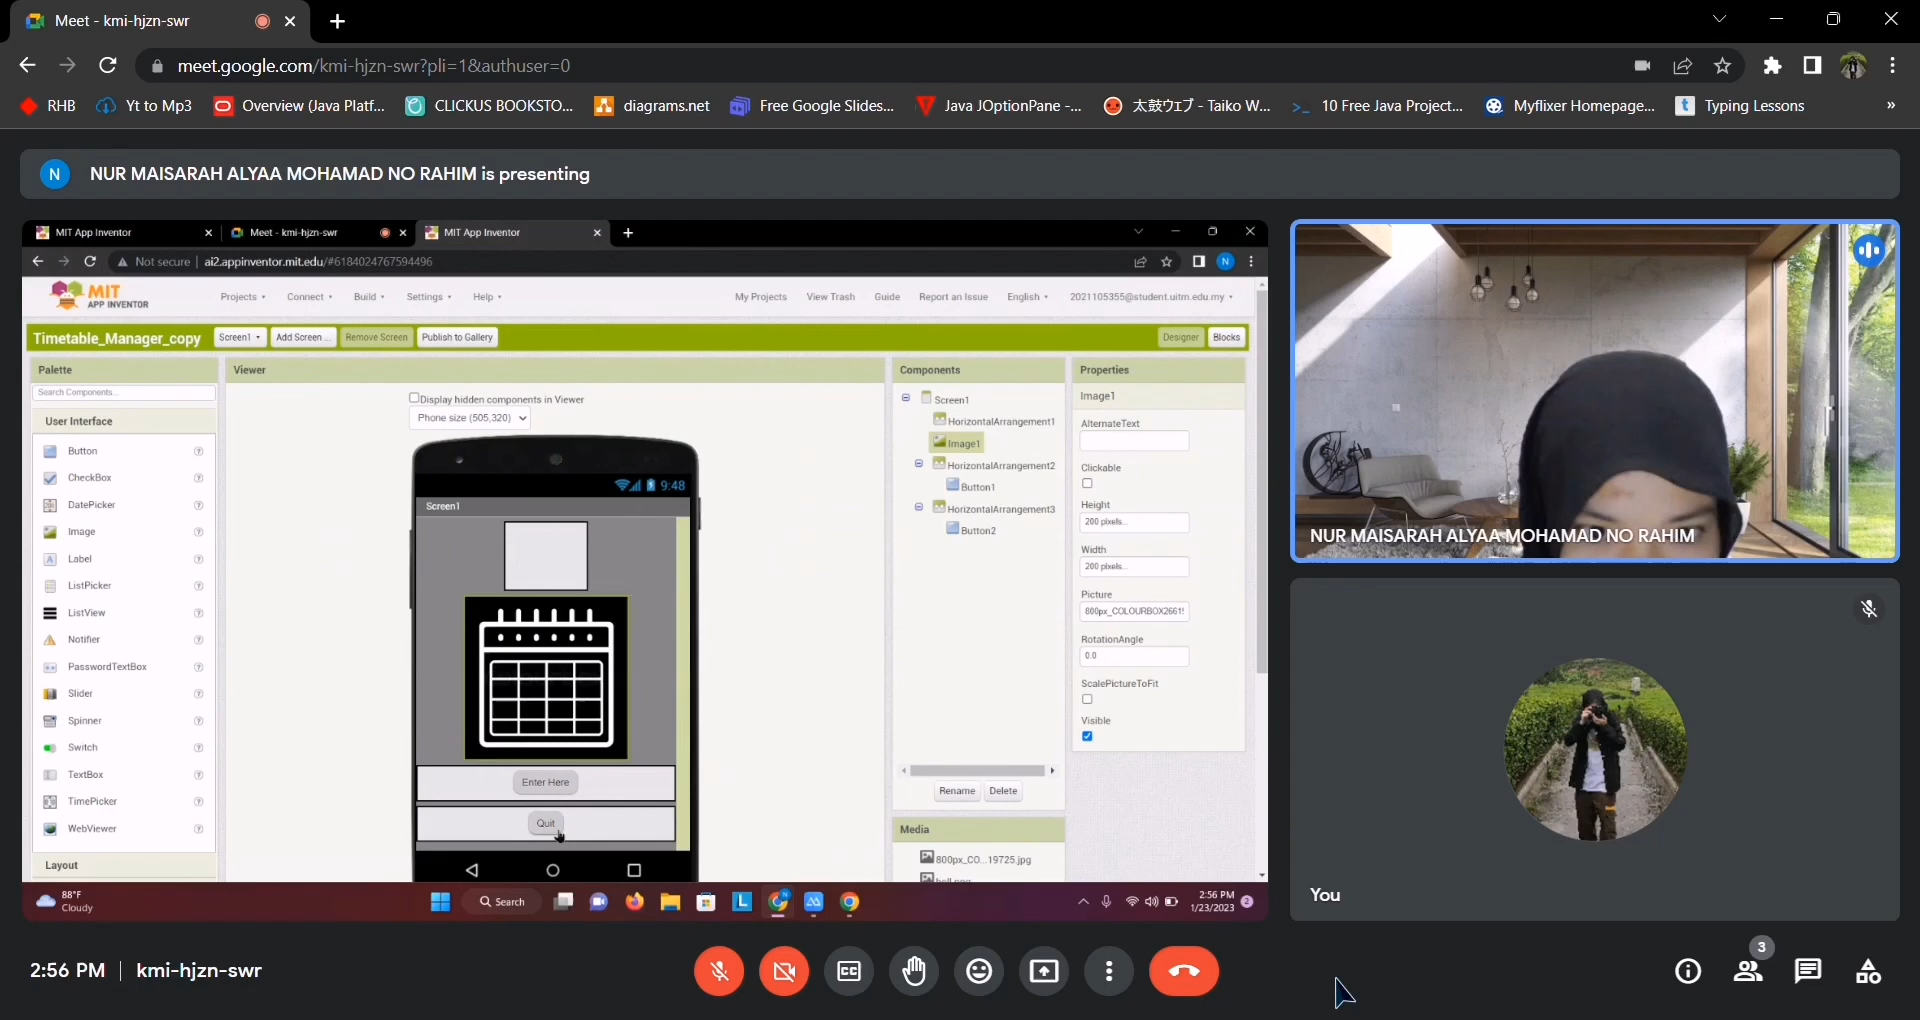 Meet - kmi-hjzn-swr
meet.google.com/kmi-hjzn-swr?pli=1&authuser=0
RHB
Yt to Mp3
Overview (Java Platf...
CLICKUS BOOKSTO...
diagrams.net
Free Google Slides...
Java JOptionPane -...
太鼓ウェブ - Taiko W...
10 Free Java Project...
Myflixer Homepage...
Typing Lessons
»
N
NUR MAISARAH ALYAA MOHAMAD NO RAHIM is presenting
MIT App Inventor
Meet - kmi-hjzn-swr
MIT App Inventor
Not secure
ai2.appinventor.mit.edu/#6184024767594496
N
MIT
APP INVENTOR
Projects
Connect
Build
Settings
Help
My Projects
View Trash
Guide
Report an Issue
English
2021105355@student.uitm.edu.my
Timetable_Manager_copy
Screen1
Add Screen ...
Remove Screen
Publish to Gallery
Designer
Blocks
Palette
Search Components...
User Interface
Button
CheckBox
DatePicker
Image
Label
ListPicker
ListView
Notifier
PasswordTextBox
Slider
Spinner
Switch
TextBox
TimePicker
WebViewer
Layout
Viewer
Display hidden components in Viewer
Phone size (505,320)
9:48
Screen1
Enter Here
Quit
Components
Screen1
HorizontalArrangement1
Image1
HorizontalArrangement2
Button1
HorizontalArrangement3
Button2
Rename
Delete
Media
800px_CO...19725.jpg
Properties
Image1
AlternateText
Clickable
Height
200 pixels...
Width
200 pixels...
Picture
800px_COLOURBOX2661
RotationAngle
0.0
ScalePictureToFit
Visible
88°F
Cloudy
Search
2:56 PM
1/23/2023
2
NUR MAISARAH ALYAA MOHAMAD NO RAHIM
You
2:56 PM
kmi-hjzn-swr
CC
3